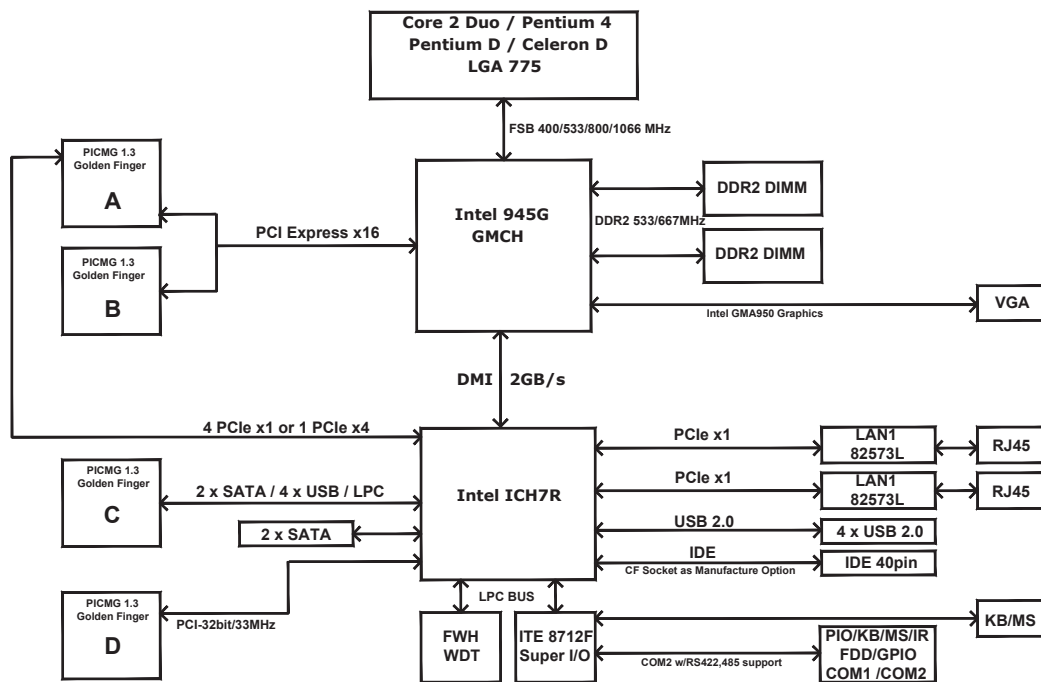 Core 2 Duo / Pentium 4
Pentium D / Celeron D
LGA 775
FSB 400/533/800/1066 MHz
PICMG 1.3
Golden Finger
A
Intel 945G
GMCH
DDR2 DIMM
DDR2 533/667MHz
DDR2 DIMM
PCI Express x16
PICMG 1.3
Golden Finger
B
VGA
Intel GMA950 Graphics
DMI 2GB/s
4 PCIe x1 or 1 PCIe x4
PCIe x1
LAN1
82573L
RJ45
PICMG 1.3
Golden Finger
C
2 x SATA / 4 x USB / LPC
Intel ICH7R
PCIe x1
LAN1
82573L
RJ45
2 x SATA
USB 2.0
4 x USB 2.0
IDE
CF Socket as Manufacture Option
IDE 40pin
PICMG 1.3
Golden Finger
D
PCI-32bit/33MHz
LPC BUS
FWH
WDT
ITE 8712F
Super I/O
KB/MS
COM2 w/RS422,485 support
PIO/KB/MS/IR
FDD/GPIO
COM1 /COM2